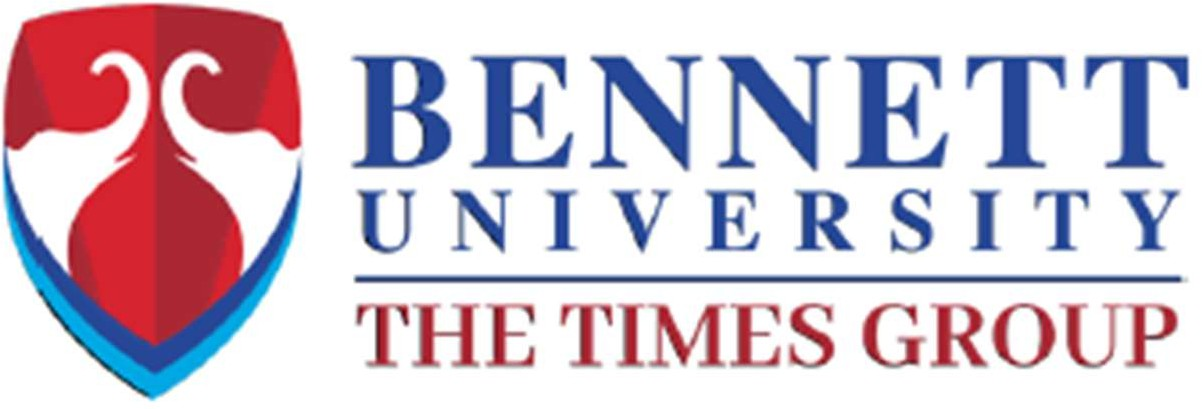 BENNETT
UNIVERSITY
THE TIMES GROUP